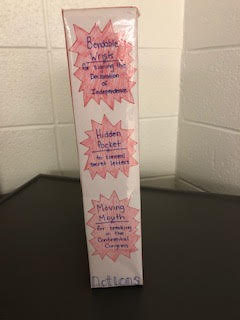 Bendable
Wrists
for signing the
Declaration
of
Independence
Hidden
Pocket
to conceal
secret letters
Moving
Mouth
for speaking
in the
Continental
Congress
Actions